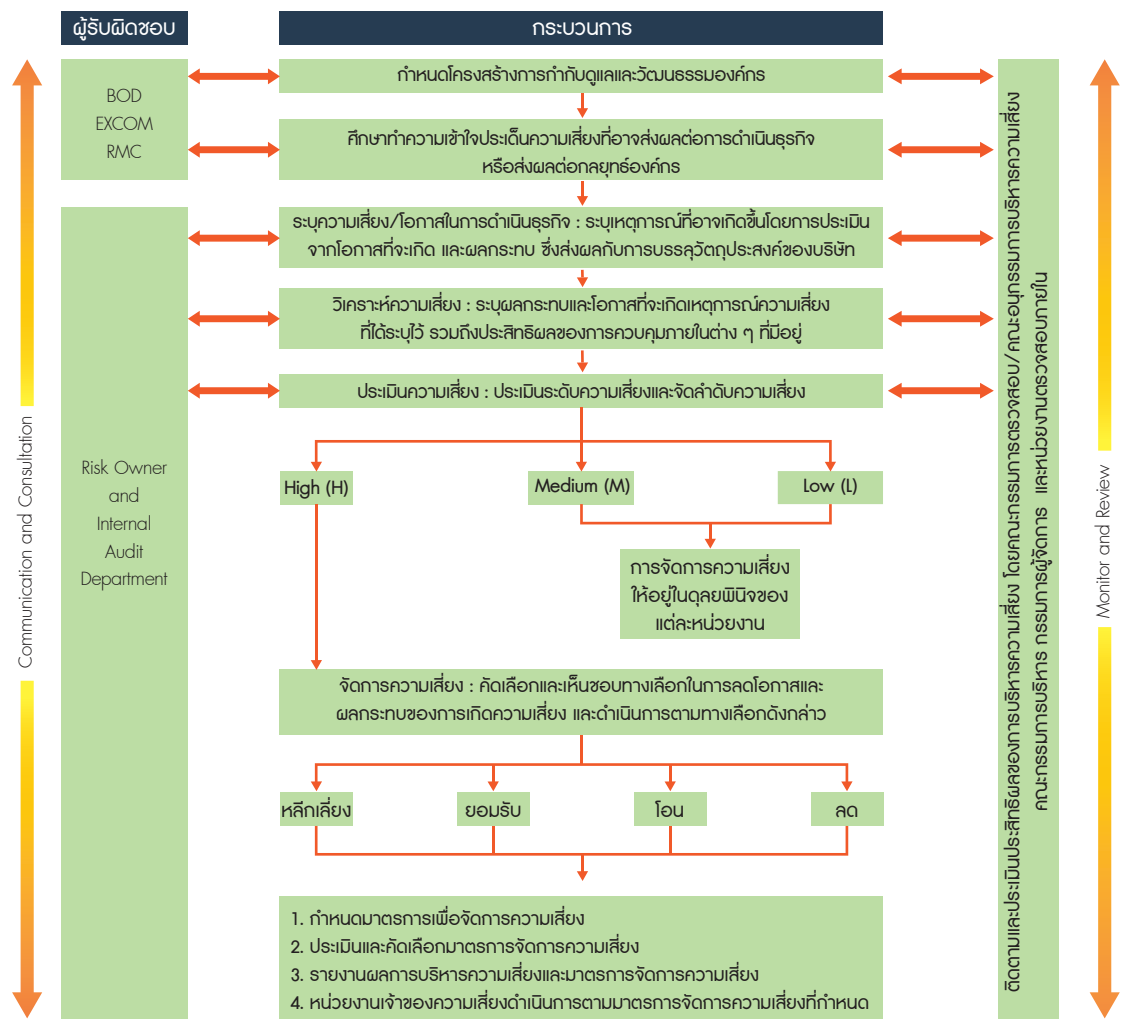 ผู้รับผิดชอบ
กระบวนการ
BOD
EXCOM
RMC
กำหนดโครงสร้างการกำกับดูแลและวัฒนธรรมองค์กร
ศึกษาทำความเข้าใจประเด็นความเสี่ยงที่อาจส่งผลต่อการดำเนินธุรกิจ
หรือส่งผลต่อกลยุทธ์องค์กร
ระบุความเสี่ยง/โอกาสในการดำเนินธุรกิจ : ระบุเหตุการณ์ที่อาจเกิดขึ้นโดยการประเมิน
จากโอกาสที่จะเกิด และผลกระทบ ซึ่งส่งผลกับการบรรลุวัตถุประสงค์ของบริษัท
วิเคราะห์ความเสี่ยง : ระบุผลกระทบและโอกาสที่จะเกิดเหตุการณ์ความเสี่ยง
ที่ได้ระบุไว้ รวมถึงประสิทธิผลของการควบคุมภายในต่าง ๆ ที่มีอยู่
ประเมินความเสี่ยง : ประเมินระดับความเสี่ยงและจัดลำดับความเสี่ยง
Risk Owner
and
Internal
Audit
Department
High (H)
Medium (M)
Low (L)
การจัดการความเสี่ยง
ให้อยู่ในดุลยพินิจของ
แต่ละหน่วยงาน
จัดการความเสี่ยง : คัดเลือกและเห็นชอบทางเลือกในการลดโอกาสและ
ผลกระทบของการเกิดความเสี่ยง และดำเนินการตามทางเลือกดังกล่าว
หลีกเลี่ยง
ยอมรับ
โอน
ลด
1. กำหนดมาตรการเพื่อจัดการความเสี่ยง
2. ประเมินและคัดเลือกมาตรการจัดการความเสี่ยง
3. รายงานผลการบริหารความเสี่ยงและมาตรการจัดการความเสี่ยง
4. หน่วยงานเจ้าของความเสี่ยงดำเนินการตามมาตรการจัดการความเสี่ยงที่กำหนด
Communication and Consultation
ติดตามและประเมินประสิทธิผลของการบริหารความเสี่ยง โดยคณะกรรมการตรวจสอบ/คณะอนุกรรมการบริหารความเสี่ยง
คณะกรรมการบริหาร กรรมการผู้จัดการ และหน่วยงานตรวจสอบภายใน
Monitor and Review